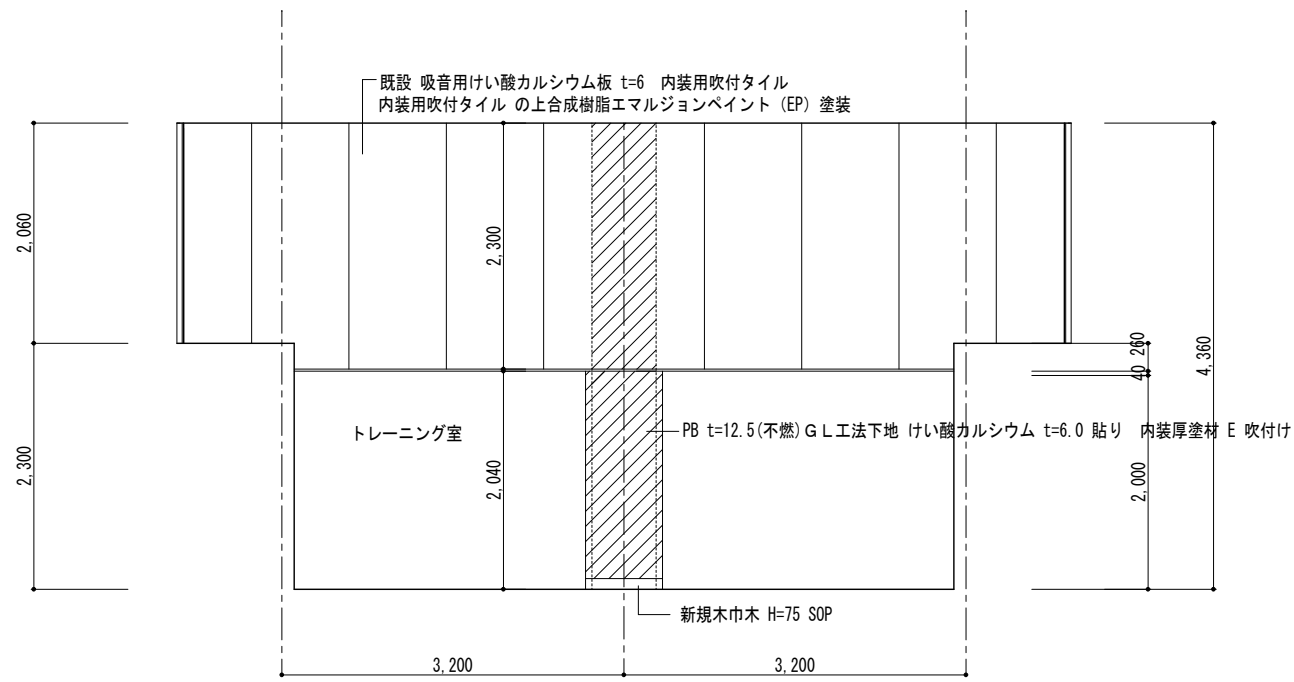 既設 吸音用けい酸カルシウム板 t=6 内装用吹付タイル
内装用吹付タイル の上合成樹脂エマルジョンペイント (EP) 塗装
2,060
2,300
2,300
2,040
40 260
4,360
2,000
トレーニング室
PB t=12.5(不燃)ＧＬ工法下地 けい酸カルシウム t=6.0 貼り 内装厚塗材 E 吹付け
新規木巾木 H=75 SOP
3,200
3,200